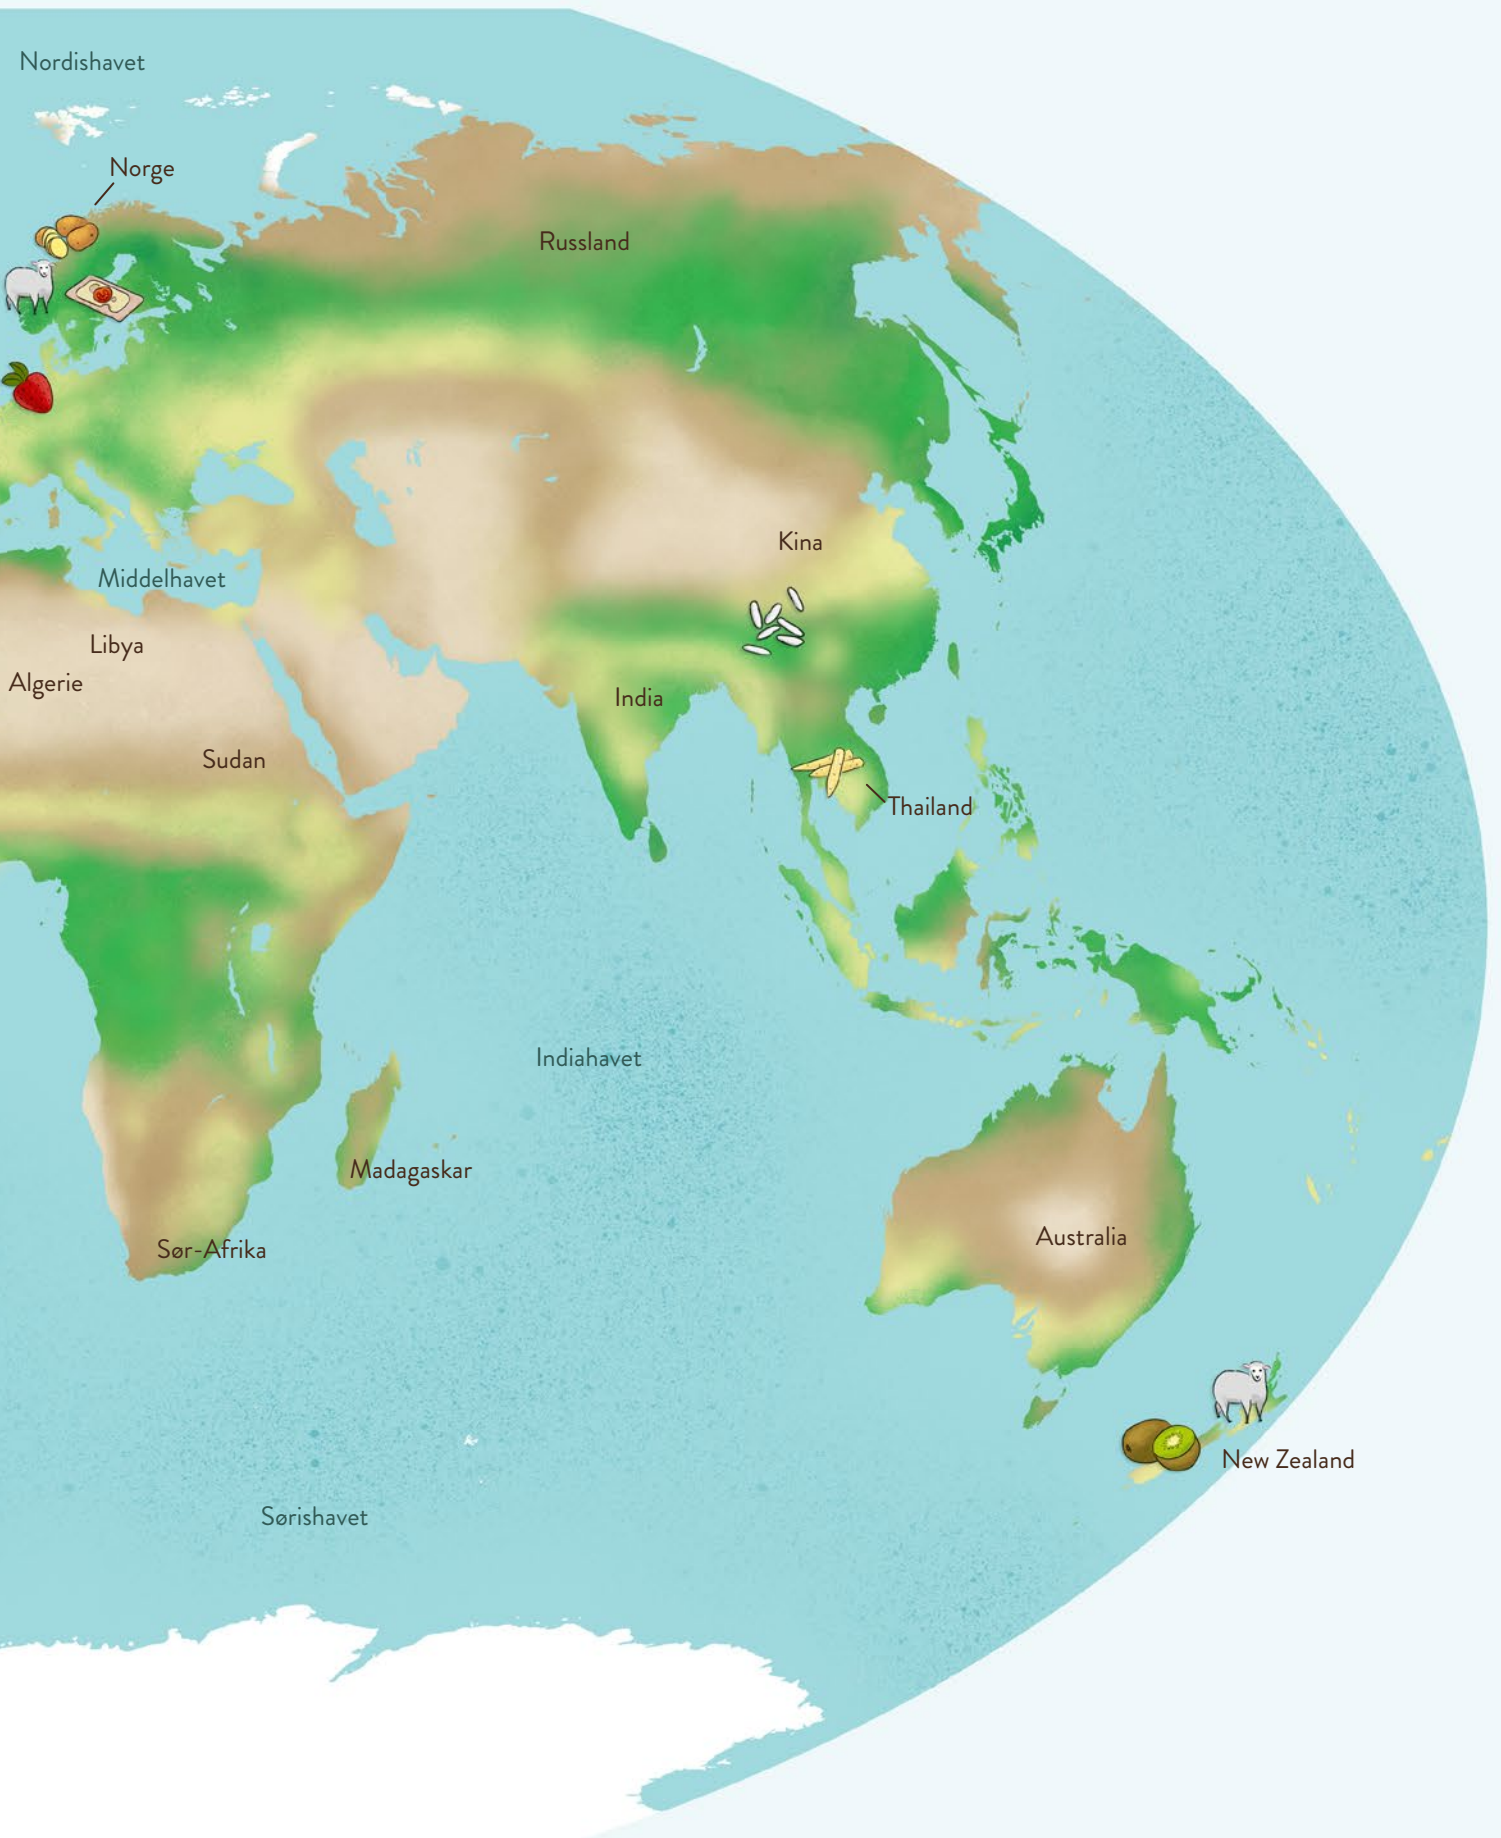 Nordishavet
Norge
Russland
Kina
Middelhavet
Libya
Algerie
India
Sudan
Thailand
Indiahavet
Madagaskar
Australia
Sør-Afrika
New Zealand
Sørishavet